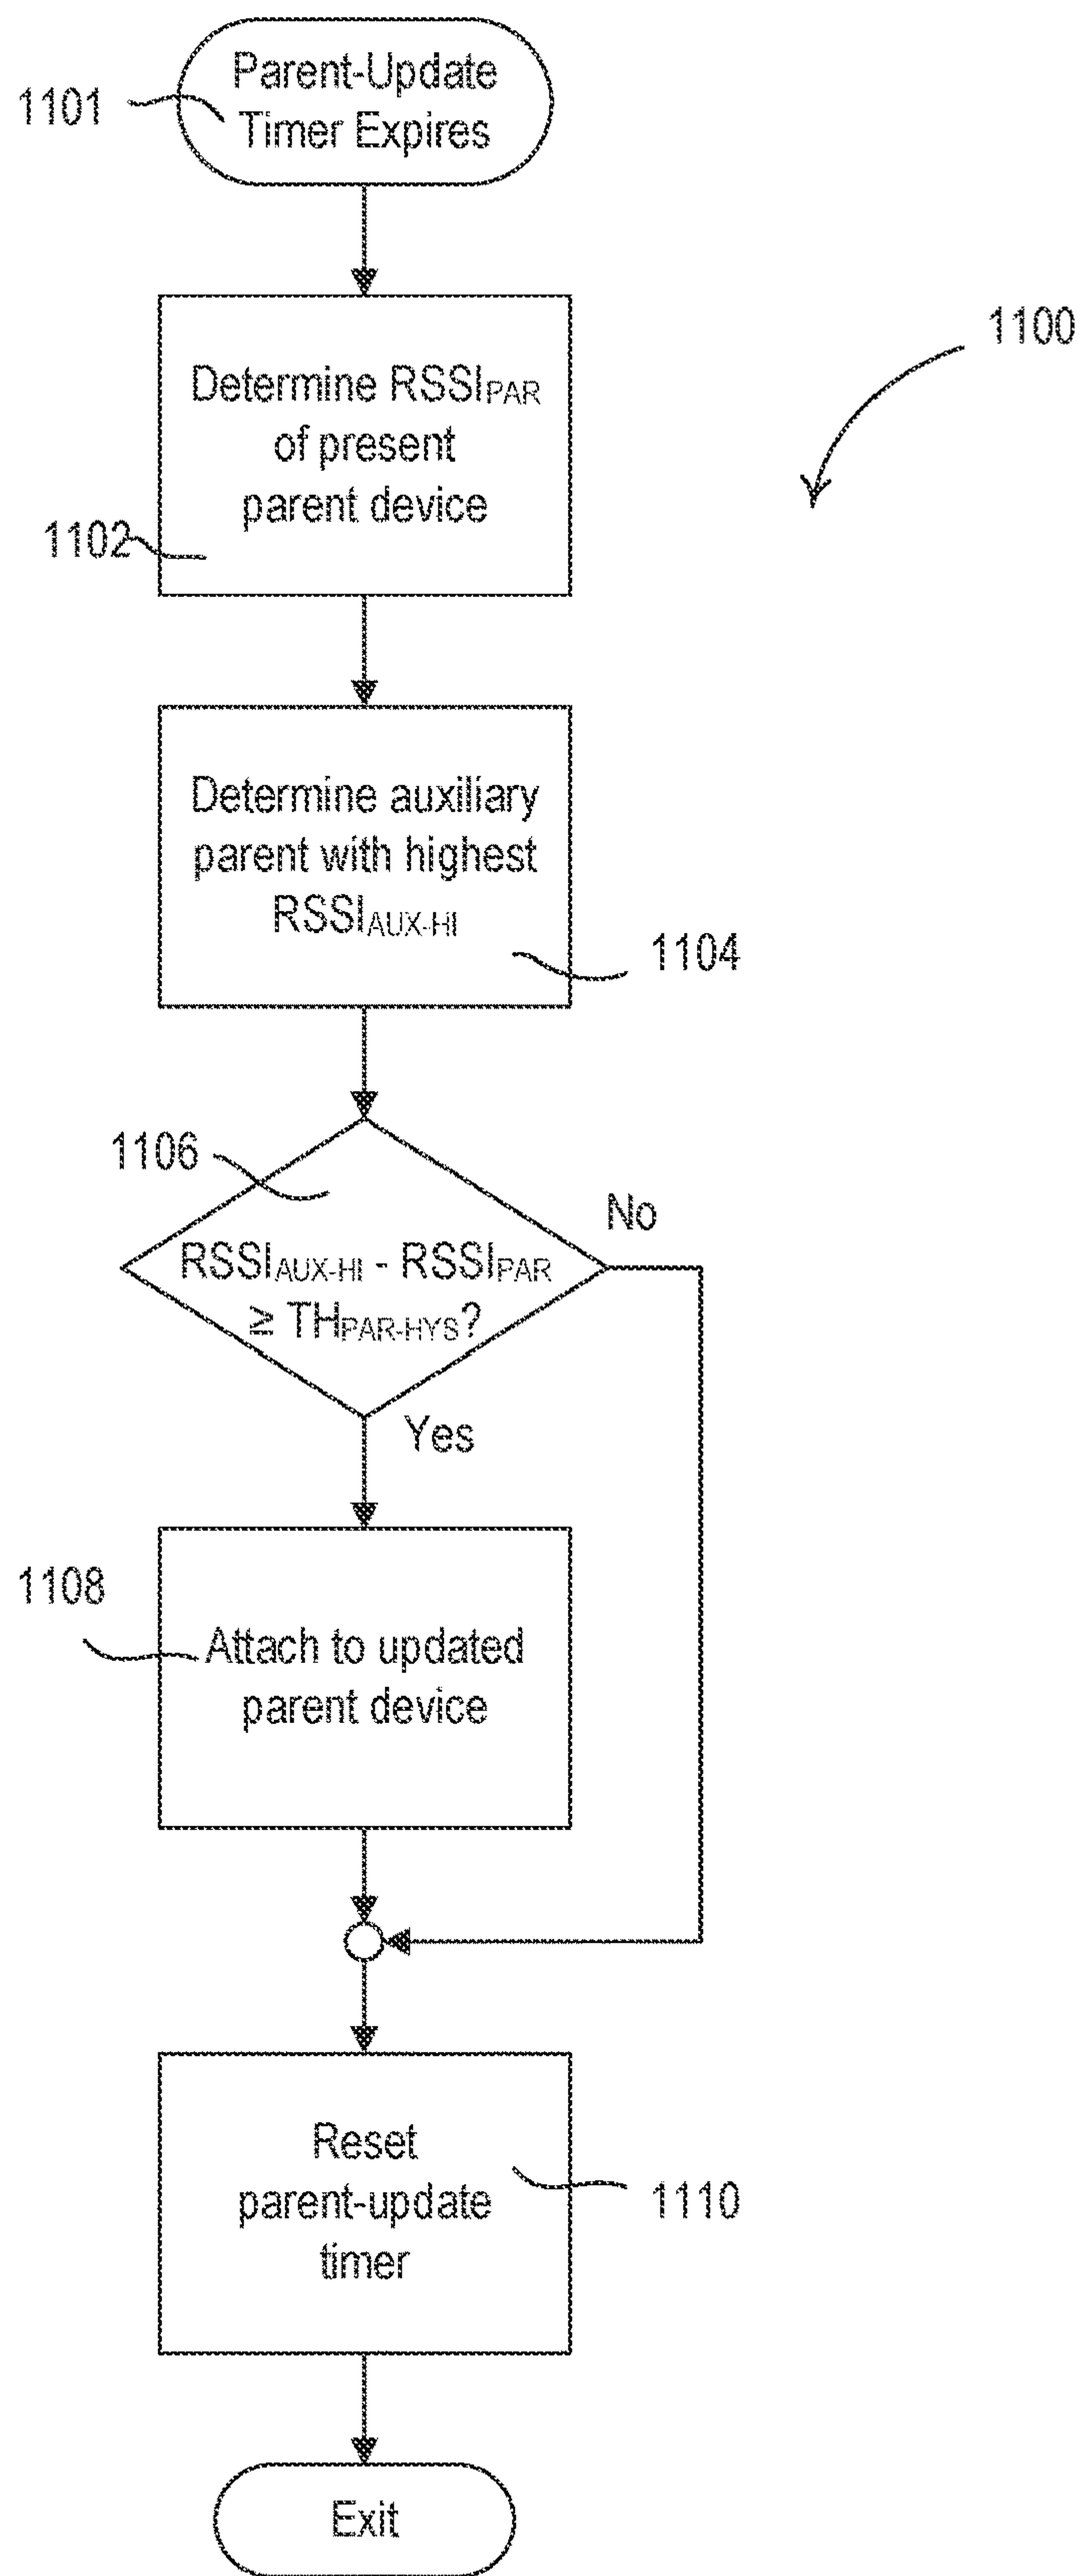 Parent-Update
Timer Expires
1101
1100
Determine RSSIPAR
of present
parent device
1102
Determine auxiliary
parent with highest
RSSIAUX-HI
1104
1106
No
RSSIAUX-HI - RSSIPAR
≥ THPAR-HYS?
Yes
1108
Attach to updated
parent device
Reset
parent-update
timer
1110
Exit